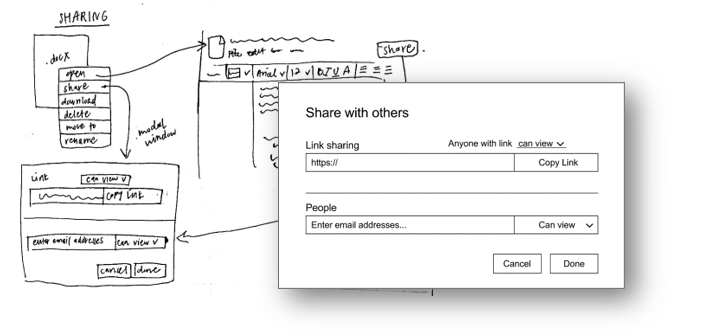 SHARING
.docx
open
share
download
delete
move to
rename
.modal window
File edit
Arial 12 B I U A
share
Link
can view
copy link
enter email addresses
can view
cancel
done
Share with others
Link sharing
Anyone with link can view
https://
Copy Link
People
Enter email addresses...
Can view
Cancel
Done